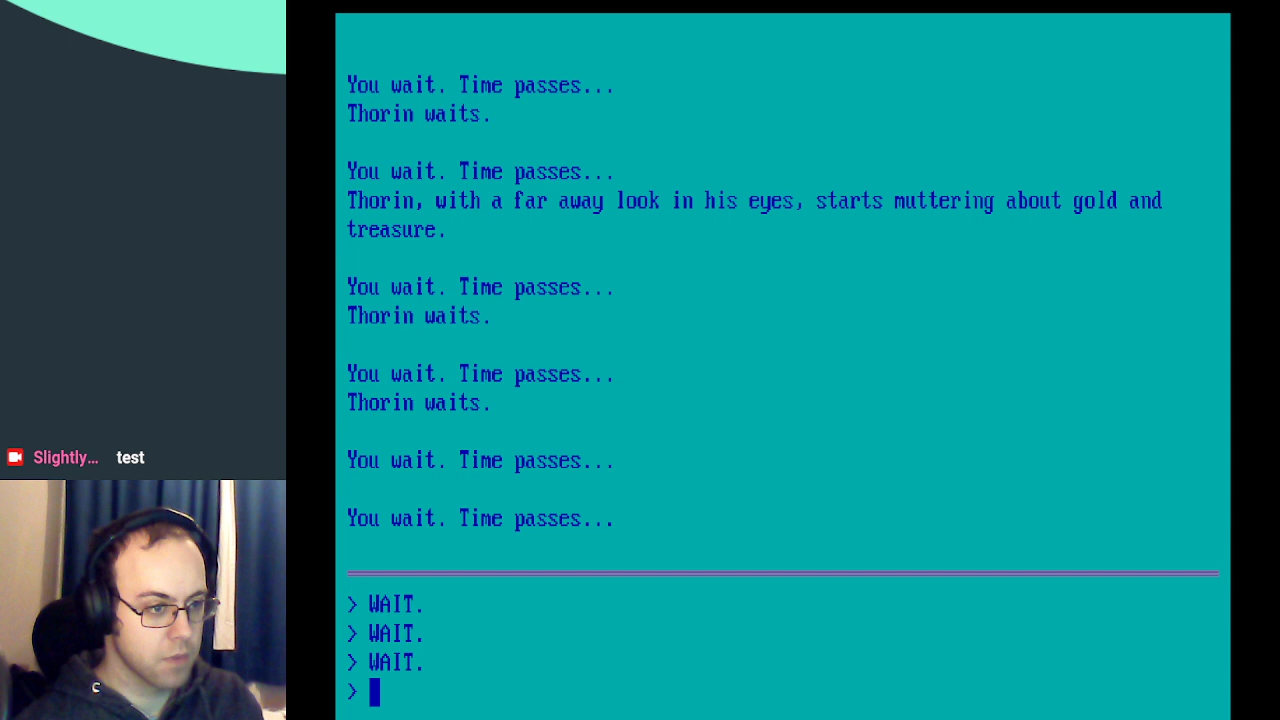 You wait. Time passes...
Thorin waits.
You wait. Time passes...
Thorin, with a far away look in his eyes, starts muttering about gold and
treasure.
You wait. Time passes...
Thorin waits.
You wait. Time passes...
Thorin waits.
You wait. Time passes...
You wait. Time passes...
> WAIT.
> WAIT.
> WAIT.
>
Slightly... test